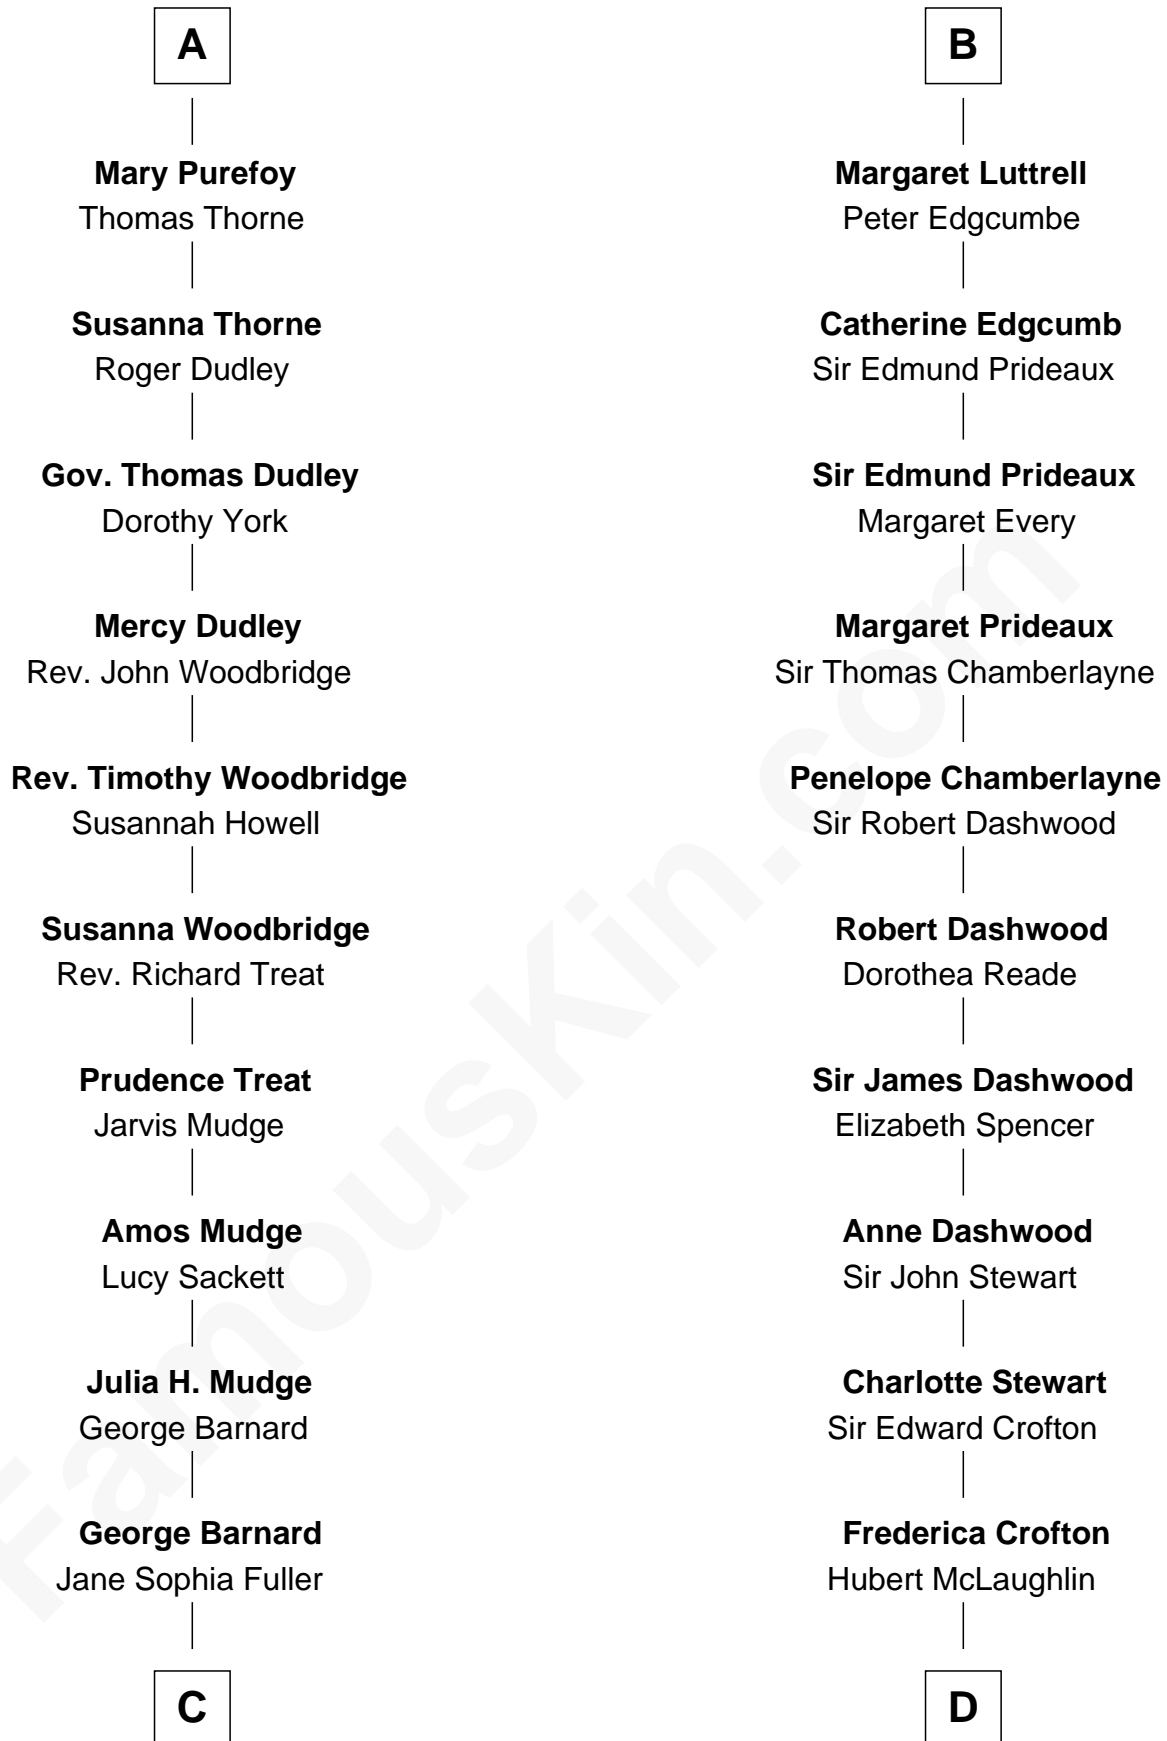 A
Mary Purefoy
Thomas Thorne
Susanna Thorne
Roger Dudley
Gov. Thomas Dudley
Dorothy York
Mercy Dudley
Rev. John Woodbridge
Rev. Timothy Woodbridge
Susannah Howell
Susanna Woodbridge
Rev. Richard Treat
Prudence Treat
Jarvis Mudge
Amos Mudge
Lucy Sackett
Julia H. Mudge
George Barnard
George Barnard
Jane Sophia Fuller
C
B
Margaret Luttrell
Peter Edgcumbe
Catherine Edgcumb
Sir Edmund Prideaux
Sir Edmund Prideaux
Margaret Every
Margaret Prideaux
Sir Thomas Chamberlayne
Penelope Chamberlayne
Sir Robert Dashwood
Robert Dashwood
Dorothea Reade
Sir James Dashwood
Elizabeth Spencer
Anne Dashwood
Sir John Stewart
Charlotte Stewart
Sir Edward Crofton
Frederica Crofton
Hubert McLaughlin
D
FamousKin.com